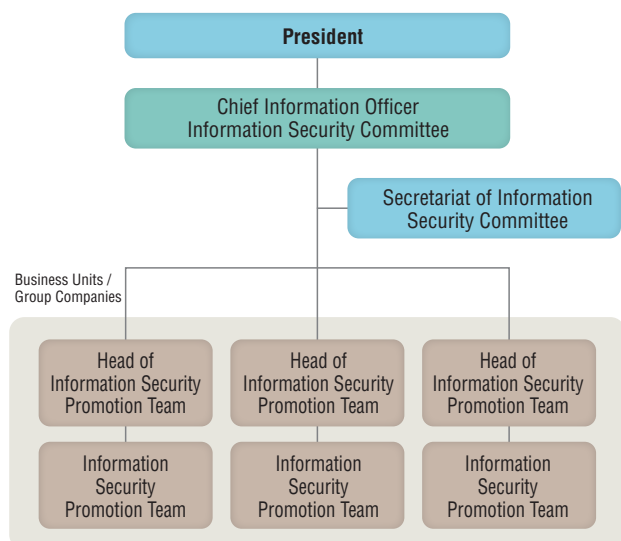 President
Chief Information Officer
Information Security Committee
Secretariat of Information
Security Committee
Business Units /
Group Companies
Head of
Information Security
Promotion Team
Head of
Information Security
Promotion Team
Head of
Information Security
Promotion Team
Information
Security
Promotion Team
Information
Security
Promotion Team
Information
Security
Promotion Team